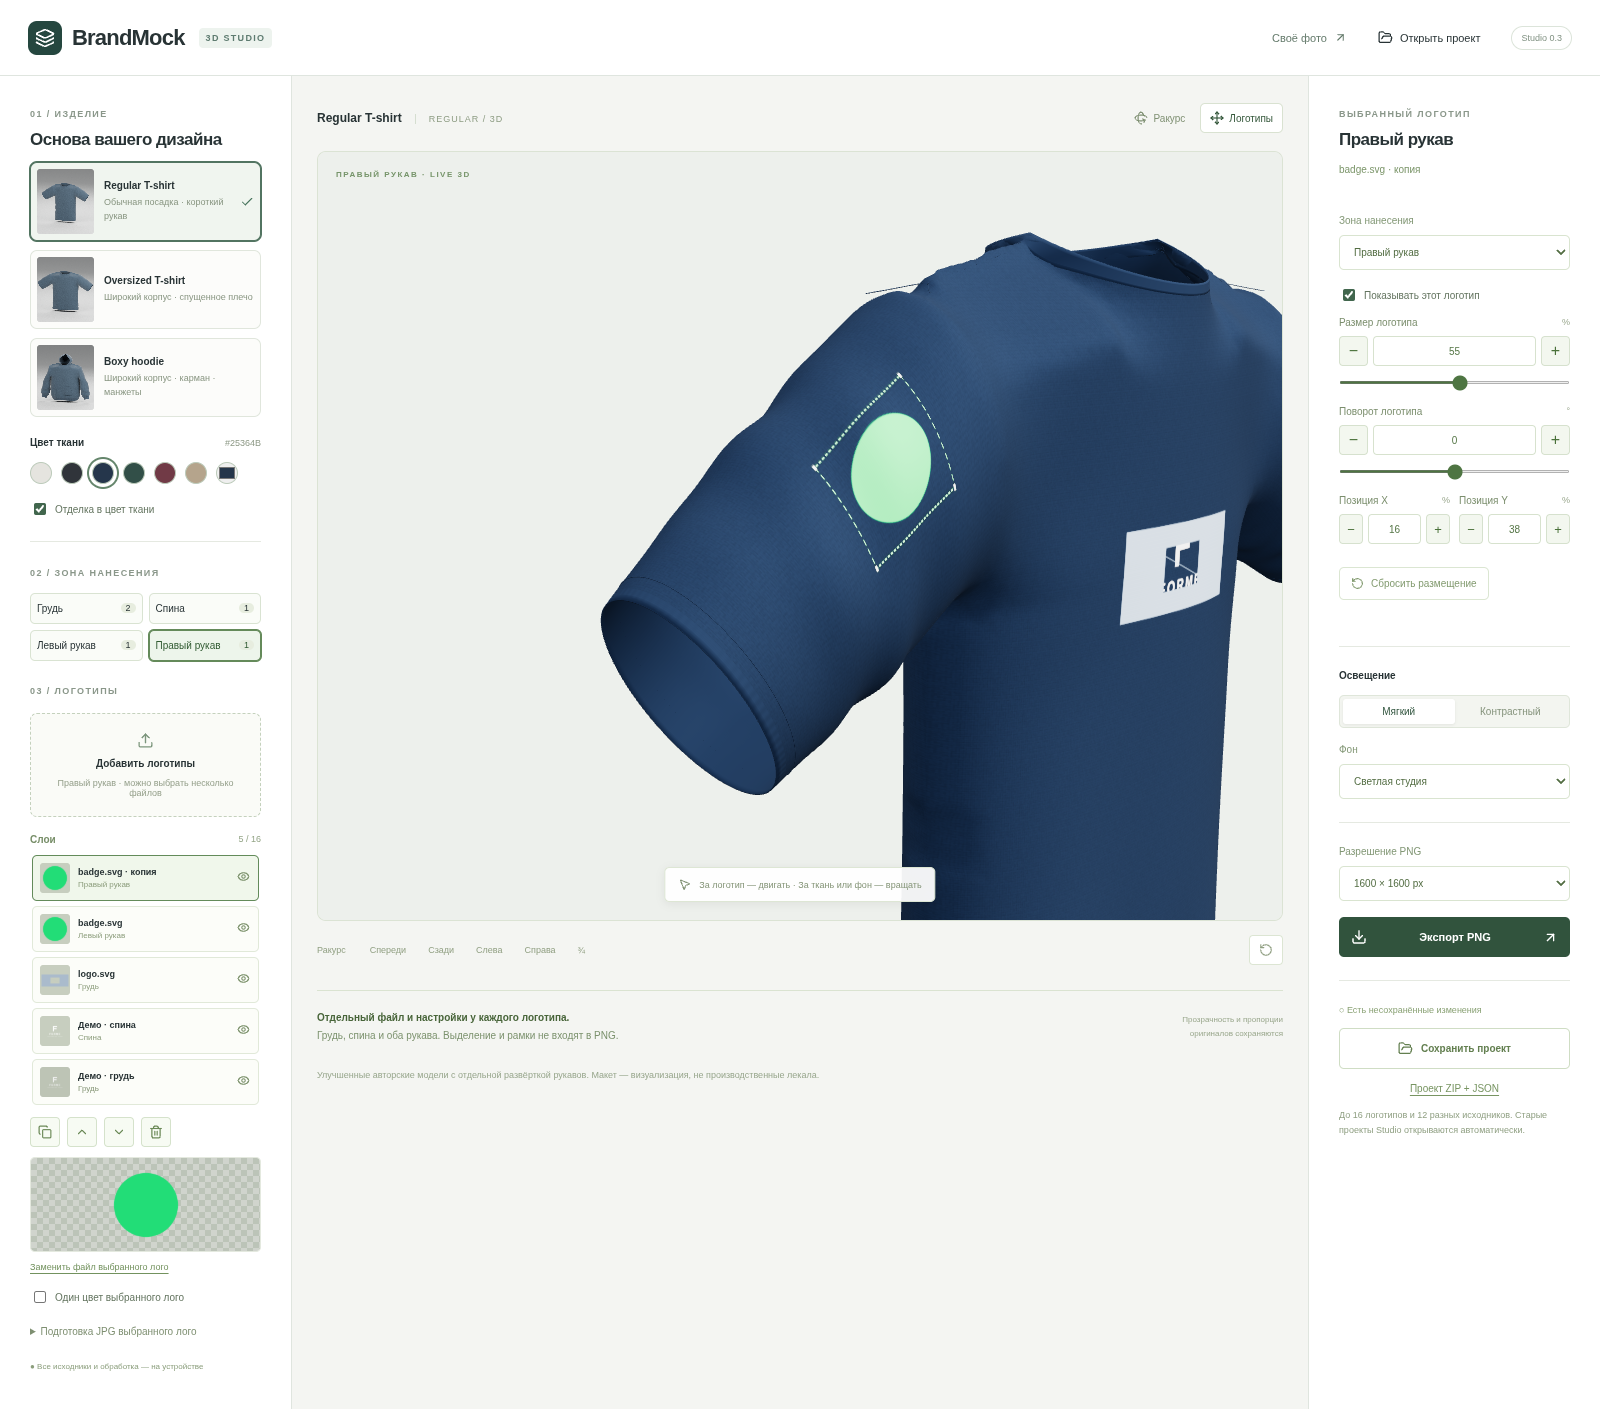 BrandMock
3D STUDIO
Своё фото
Открыть проект
Studio 0.3
01 / ИЗДЕЛИЕ
Основа вашего дизайна
Regular T-shirt
Обычная посадка · короткий
рукав
Oversized T-shirt
Широкий корпус · спущенное плечо
Boxy hoodie
Широкий корпус · карман ·
манжеты
Цвет ткани
#25364B
Отделка в цвет ткани
02 / ЗОНА НАНЕСЕНИЯ
Грудь 2
Спина 1
Левый рукав 1
Правый рукав 1
03 / ЛОГОТИПЫ
Добавить логотипы
Правый рукав · можно выбрать несколько
файлов
Слои
5 / 16
badge.svg · копия
Правый рукав
badge.svg
Левый рукав
logo.svg
Грудь
Демо · спина
Спина
Демо · грудь
Грудь
Заменить файл выбранного лого
Один цвет выбранного лого
▶ Подготовка JPG выбранного лого
● Все исходники и обработка — на устройстве
Regular T-shirt
REGULAR / 3D
Ракурс
Логотипы
ПРАВЫЙ РУКАВ · LIVE 3D
За логотип — двигать · За ткань или фон — вращать
Ракурс
Спереди
Сзади
Слева
Справа
¾
Отдельный файл и настройки у каждого логотипа.
Грудь, спина и оба рукава. Выделение и рамки не входят в PNG.
Прозрачность и пропорции
оригиналов сохраняются
Улучшенные авторские модели с отдельной развёрткой рукавов. Макет — визуализация, не производственные лекала.
ВЫБРАННЫЙ ЛОГОТИП
Правый рукав
badge.svg · копия
Зона нанесения
Правый рукав
Показывать этот логотип
Размер логотипа %
− 55 +
Поворот логотипа °
− 0 +
Позиция X % Позиция Y %
− 16 + − 38 +
Сбросить размещение
Освещение
Мягкий
Контрастный
Фон
Светлая студия
Разрешение PNG
1600 × 1600 px
Экспорт PNG
○ Есть несохранённые изменения
Сохранить проект
Проект ZIP + JSON
До 16 логотипов и 12 разных исходников. Старые
проекты Studio открываются автоматически.